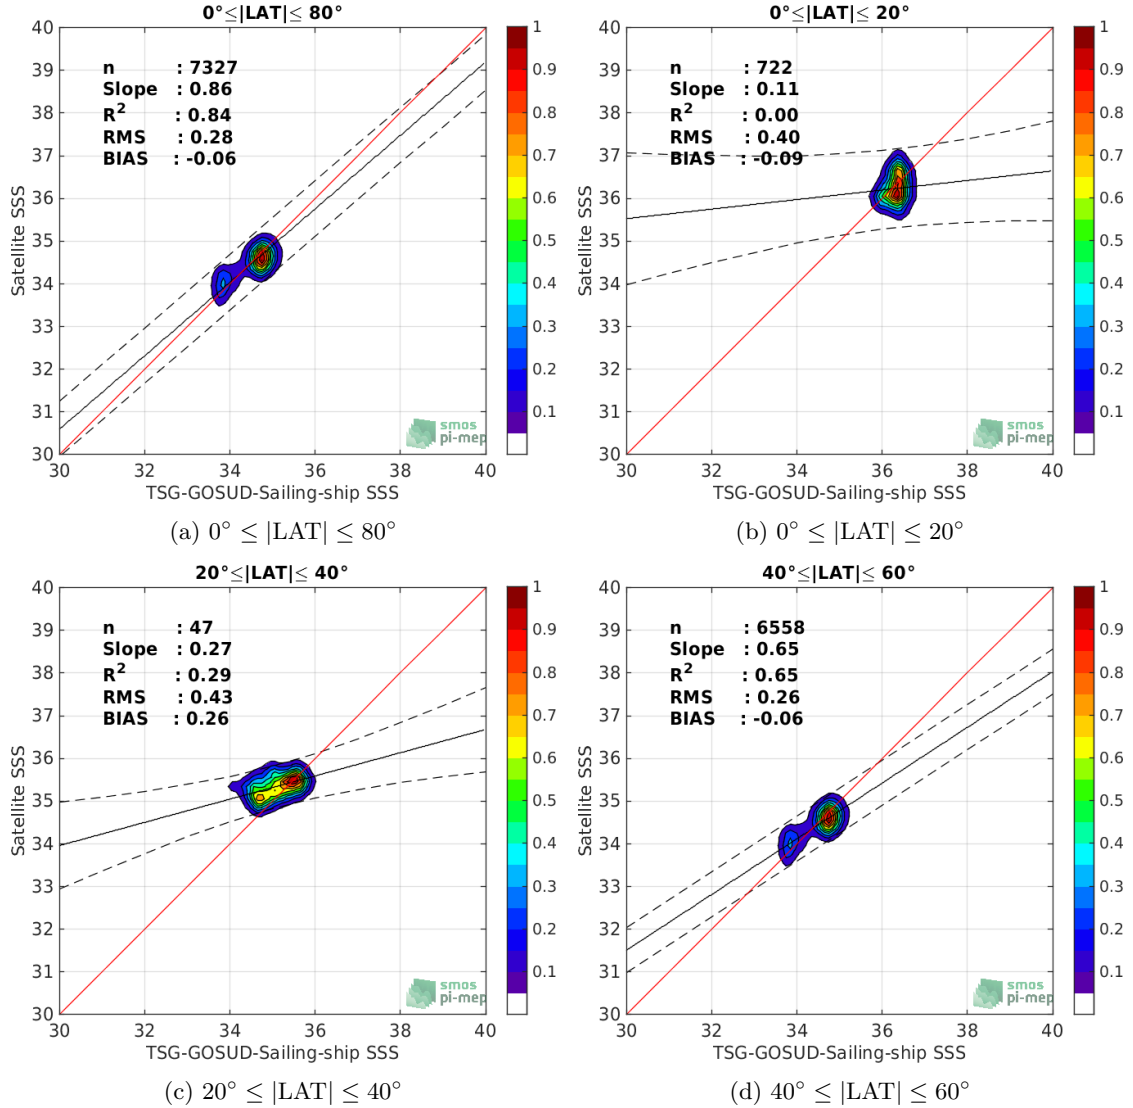 0°≤|LAT|≤ 80°
40
39
38
37
36
35
34
33
32
31
30
n : 7327
Slope : 0.86
R² : 0.84
RMS : 0.28
BIAS : -0.06
Satellite SSS
smos
pi-mep
30 32 34 36 38 40
TSG-GOSUD-Sailing-ship SSS
1
0.9
0.8
0.7
0.6
0.5
0.4
0.3
0.2
0.1
(a) 0° ≤ |LAT| ≤ 80°
0°≤|LAT|≤ 20°
40
39
38
37
36
35
34
33
32
31
30
n : 722
Slope : 0.11
R² : 0.00
RMS : 0.40
BIAS : -0.09
Satellite SSS
smos
pi-mep
30 32 34 36 38 40
TSG-GOSUD-Sailing-ship SSS
1
0.9
0.8
0.7
0.6
0.5
0.4
0.3
0.2
0.1
(b) 0° ≤ |LAT| ≤ 20°
20°≤|LAT|≤ 40°
40
39
38
37
36
35
34
33
32
31
30
n : 47
Slope : 0.27
R² : 0.29
RMS : 0.43
BIAS : 0.26
Satellite SSS
smos
pi-mep
30 32 34 36 38 40
TSG-GOSUD-Sailing-ship SSS
1
0.9
0.8
0.7
0.6
0.5
0.4
0.3
0.2
0.1
(c) 20° ≤ |LAT| ≤ 40°
40°≤|LAT|≤ 60°
40
39
38
37
36
35
34
33
32
31
30
n : 6558
Slope : 0.65
R² : 0.65
RMS : 0.26
BIAS : -0.06
Satellite SSS
smos
pi-mep
30 32 34 36 38 40
TSG-GOSUD-Sailing-ship SSS
1
0.9
0.8
0.7
0.6
0.5
0.4
0.3
0.2
0.1
(d) 40° ≤ |LAT| ≤ 60°